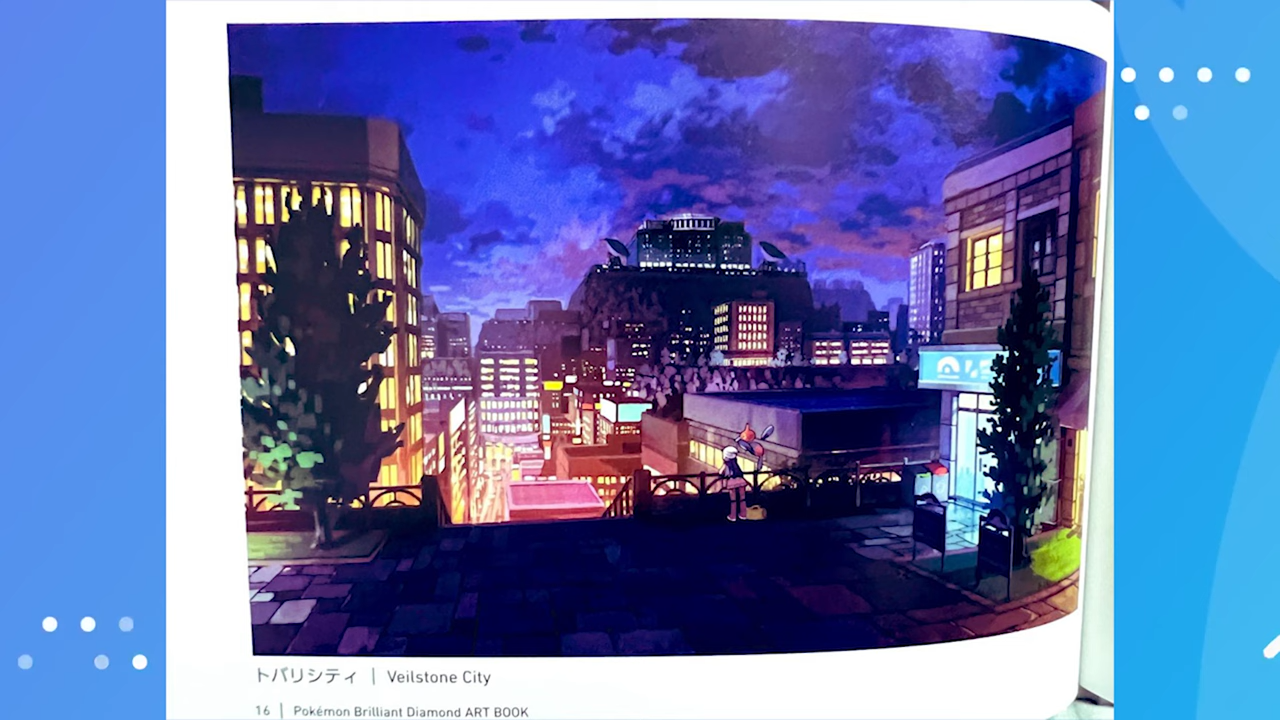 トバリシティ | Veilstone City
16 | Pokémon Brilliant Diamond ART BOOK